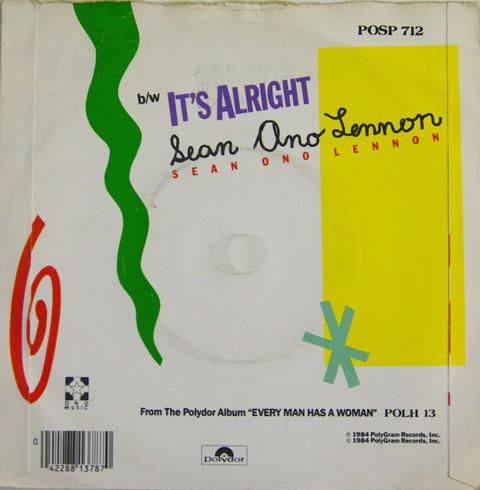 POSP 712
b/w IT'S ALRIGHT
Sean Ono Lennon
SEAN ONO LENNON
ONO
MUSIC
From The Polydor Album "EVERY MAN HAS A WOMAN" POLH 13
℗ 1984 PolyGram Records, Inc.
© 1984 PolyGram Records, Inc.
0
42288 13787
polydor